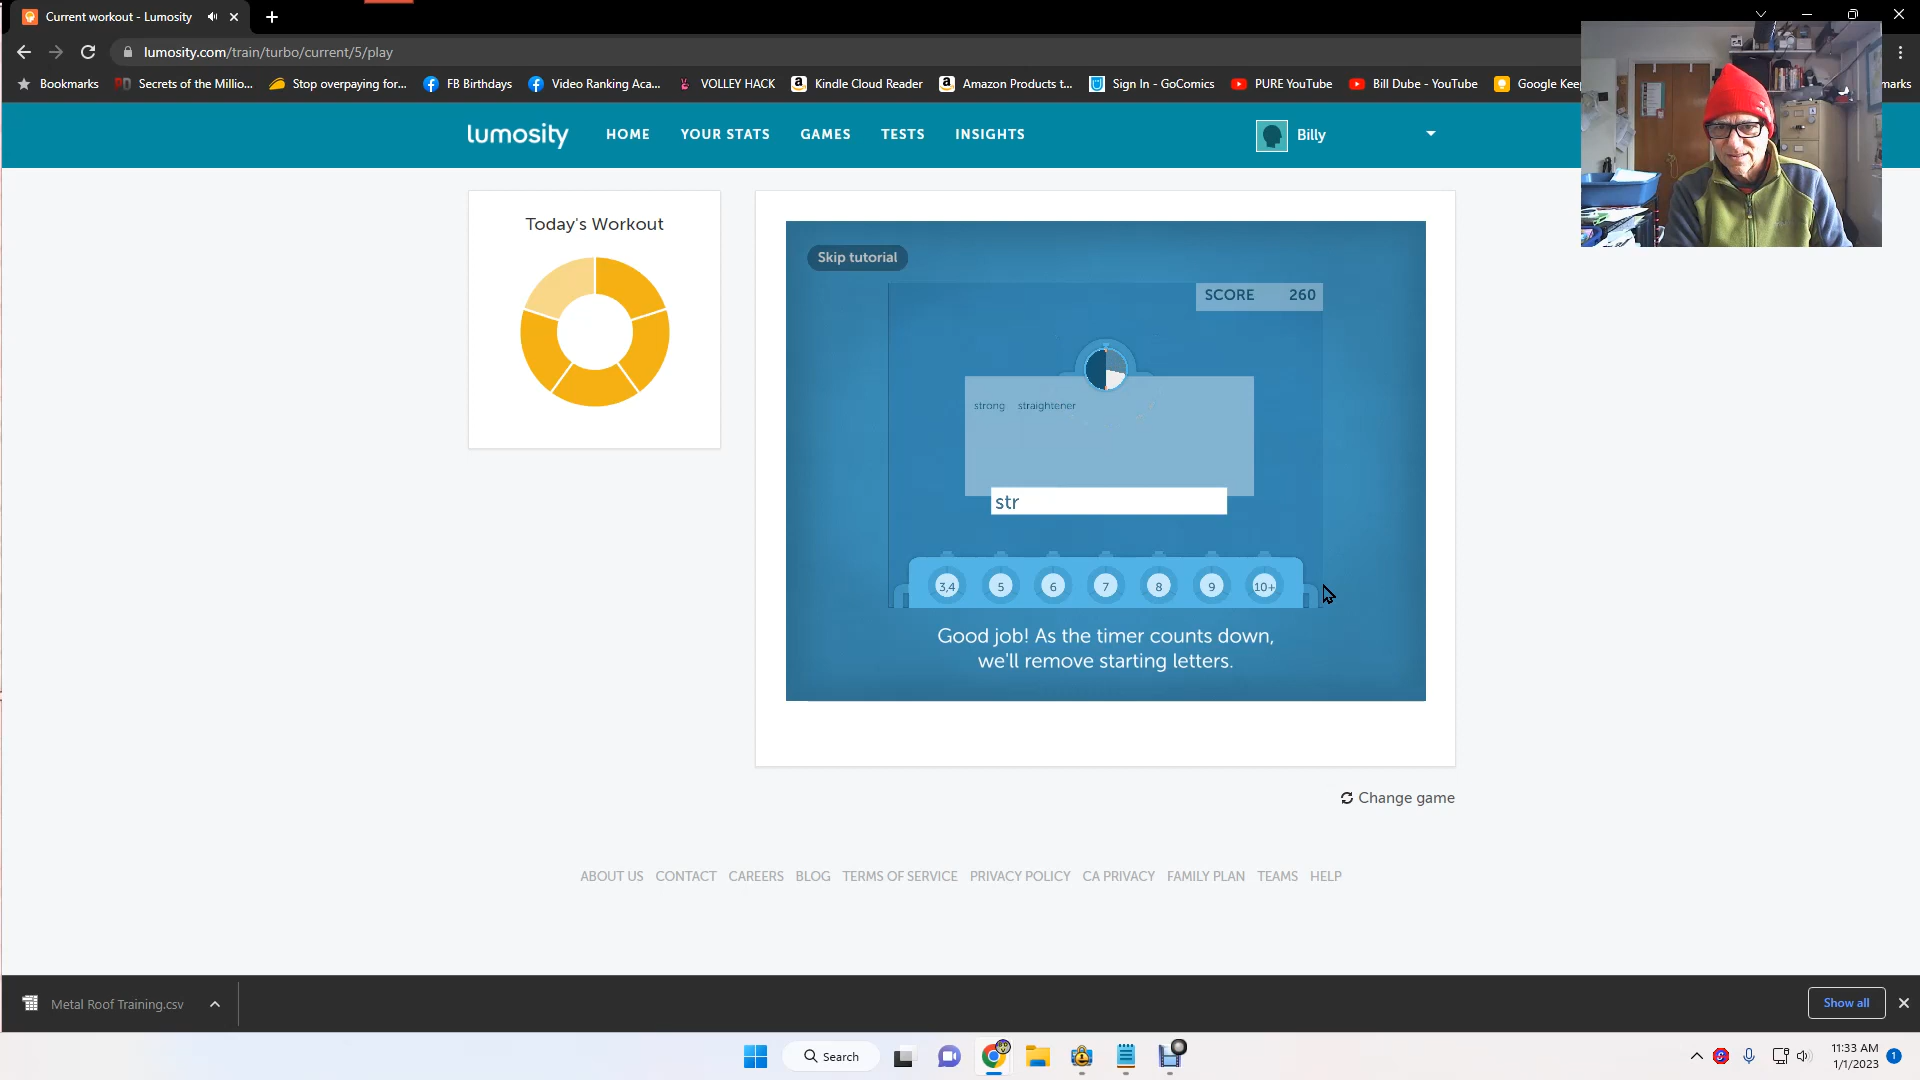 Current workout - Lumosity
lumosity.com/train/turbo/current/5/play
Bookmarks Secrets of the Millio... Stop overpaying for... FB Birthdays Video Ranking Aca... VOLLEY HACK Kindle Cloud Reader Amazon Products t... Sign In - GoComics PURE YouTube Bill Dube - YouTube Google Kee marks
lumosity HOME YOUR STATS GAMES TESTS INSIGHTS Billy
Today's Workout
Skip tutorial
SCORE 260
strong straightener
str
3,4 5 6 7 8 9 10+
Good job! As the timer counts down,
we'll remove starting letters.
Change game
ABOUT US CONTACT CAREERS BLOG TERMS OF SERVICE PRIVACY POLICY CA PRIVACY FAMILY PLAN TEAMS HELP
Metal Roof Training.csv Show all
Search
11:33 AM
1/1/2023
1